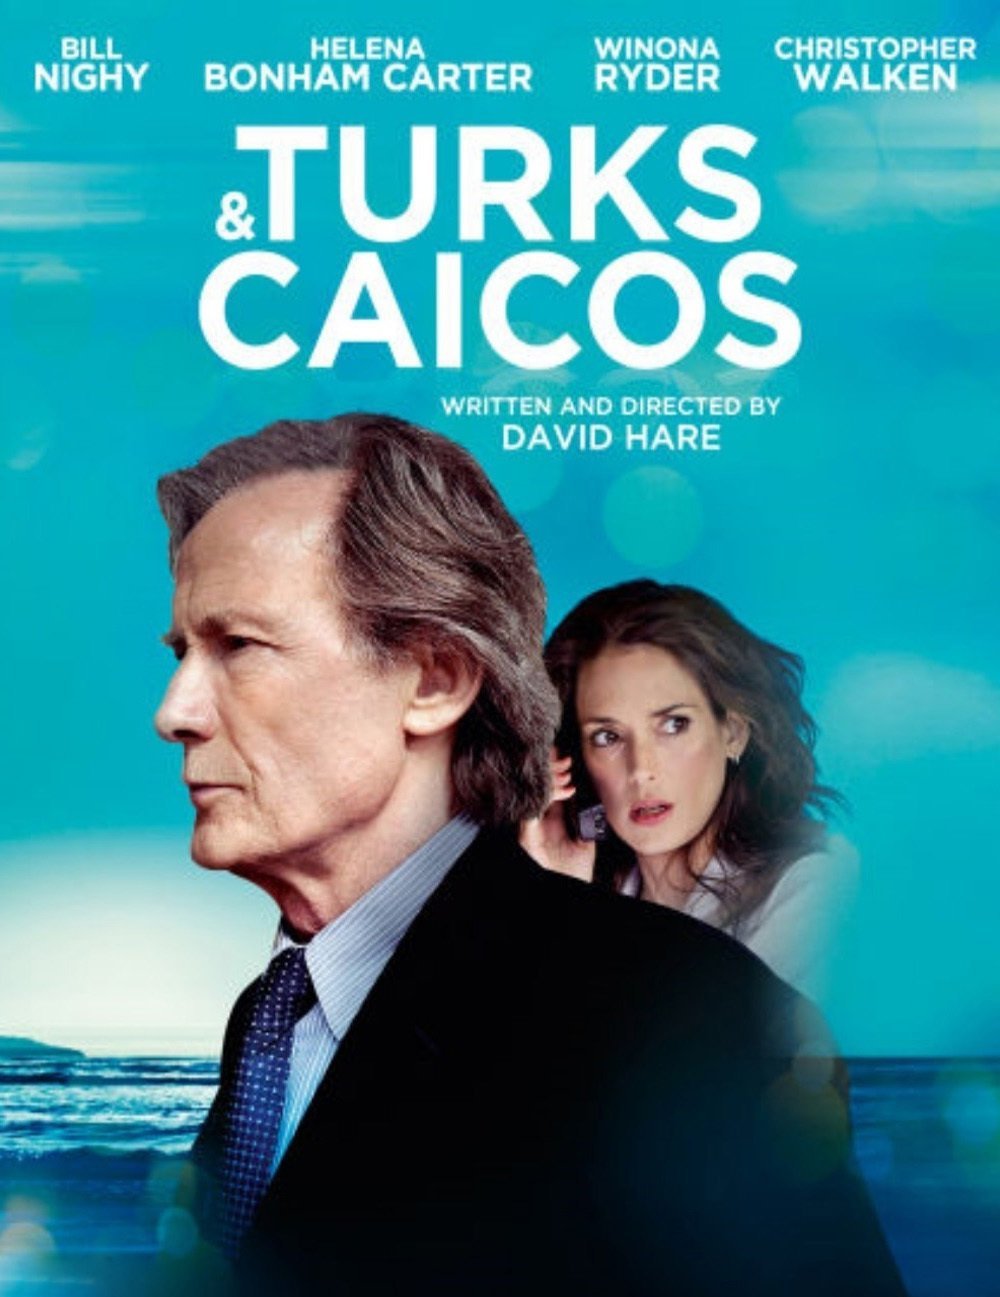 BILL
NIGHY
HELENA
BONHAM CARTER
WINONA
RYDER
CHRISTOPHER
WALKEN
TURKS
& CAICOS
WRITTEN AND DIRECTED BY
DAVID HARE